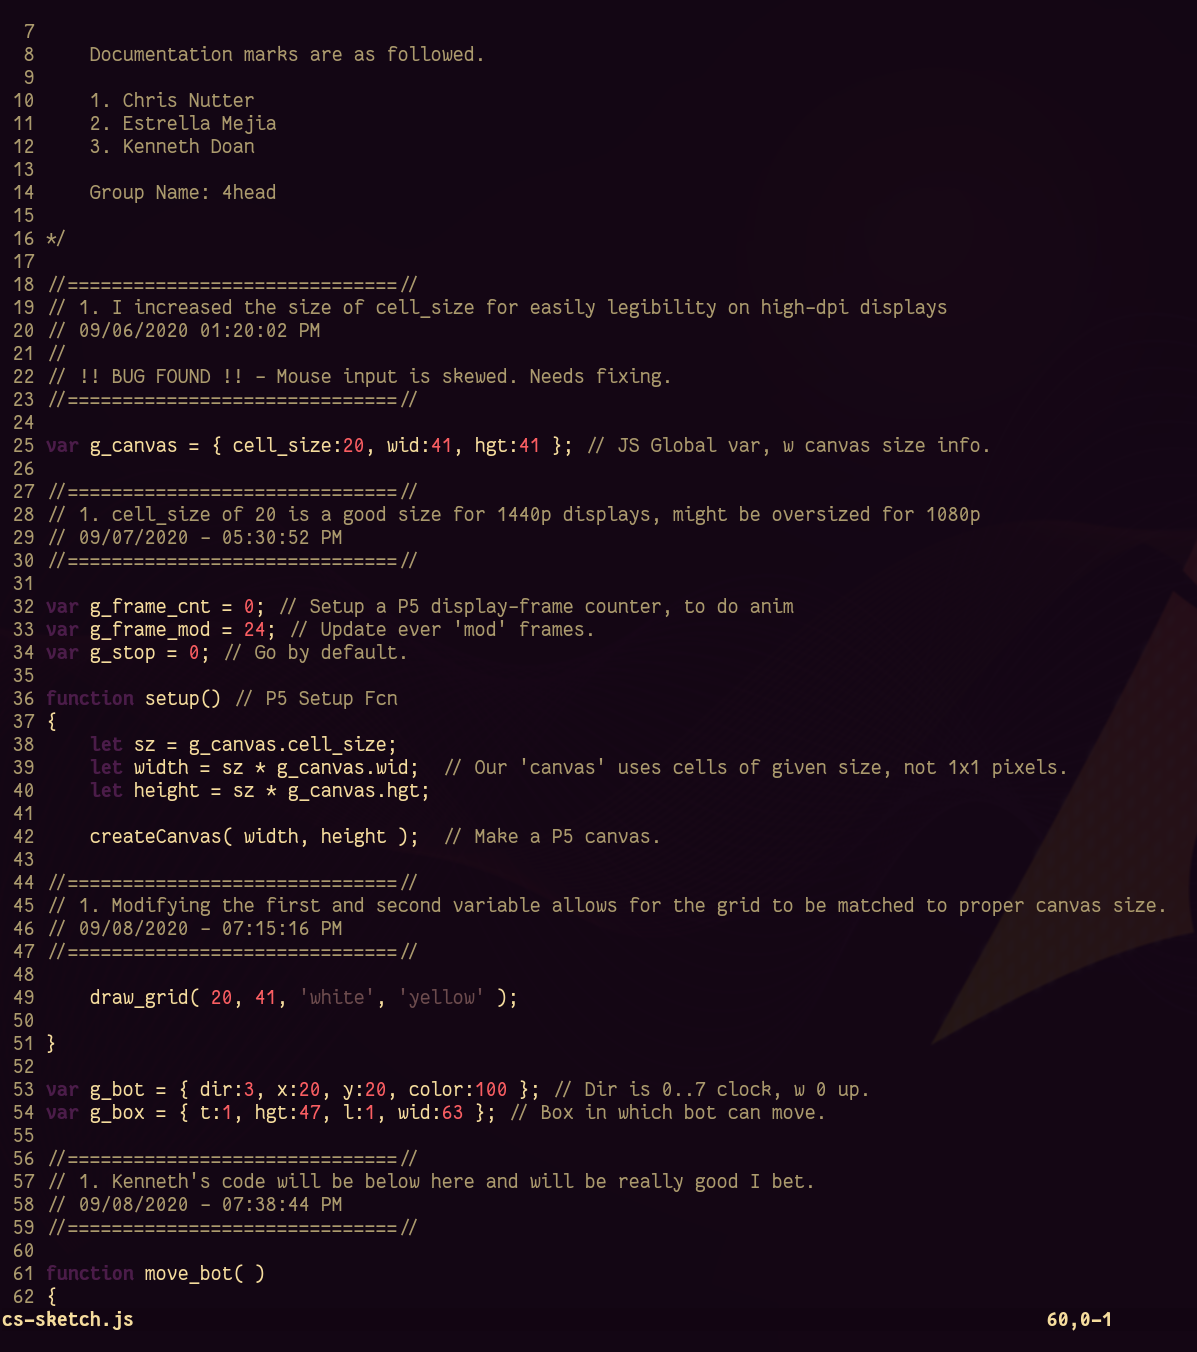 7
8     Documentation marks are as followed.
9
10     1. Chris Nutter
11     2. Estrella Mejia
12     3. Kenneth Doan
13
14     Group Name: 4head
15
16 */
17
18 //==============================//
19 // 1. I increased the size of cell_size for easily legibility on high-dpi displays
20 // 09/06/2020 01:20:02 PM
21 //
22 // !! BUG FOUND !! - Mouse input is skewed. Needs fixing.
23 //==============================//
24
25 var g_canvas = { cell_size:20, wid:41, hgt:41 }; // JS Global var, w canvas size info.
26
27 //==============================//
28 // 1. cell_size of 20 is a good size for 1440p displays, might be oversized for 1080p
29 // 09/07/2020 - 05:30:52 PM
30 //==============================//
31
32 var g_frame_cnt = 0; // Setup a P5 display-frame counter, to do anim
33 var g_frame_mod = 24; // Update ever 'mod' frames.
34 var g_stop = 0; // Go by default.
35
36 function setup() // P5 Setup Fcn
37 {
38     let sz = g_canvas.cell_size;
39     let width = sz * g_canvas.wid;  // Our 'canvas' uses cells of given size, not 1x1 pixels.
40     let height = sz * g_canvas.hgt;
41
42     createCanvas( width, height );  // Make a P5 canvas.
43
44 //==============================//
45 // 1. Modifying the first and second variable allows for the grid to be matched to proper canvas size.
46 // 09/08/2020 - 07:15:16 PM
47 //==============================//
48
49     draw_grid( 20, 41, 'white', 'yellow' );
50
51 }
52
53 var g_bot = { dir:3, x:20, y:20, color:100 }; // Dir is 0..7 clock, w 0 up.
54 var g_box = { t:1, hgt:47, l:1, wid:63 }; // Box in which bot can move.
55
56 //==============================//
57 // 1. Kenneth's code will be below here and will be really good I bet.
58 // 09/08/2020 - 07:38:44 PM
59 //==============================//
60
61 function move_bot( )
62 {
cs-sketch.js 60,0-1